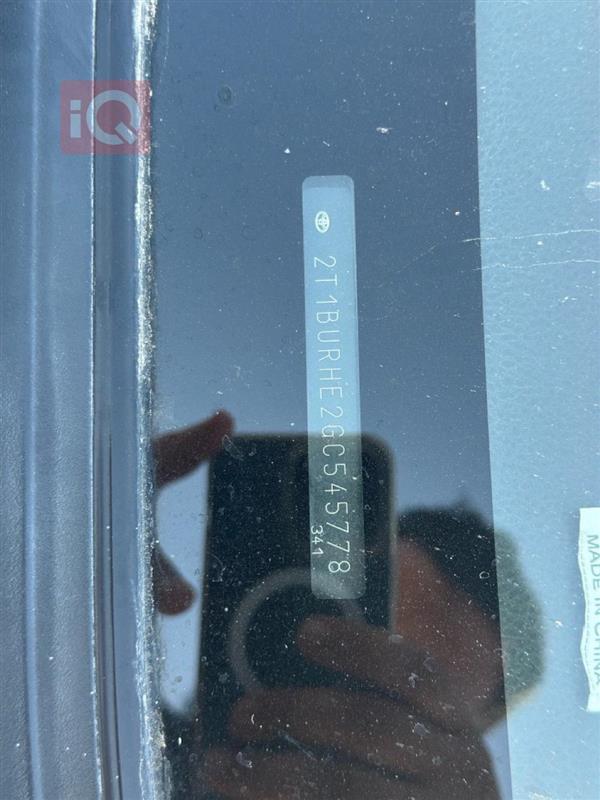 iQ
2T1BURHE2GC545778
341
MADE IN CHINA